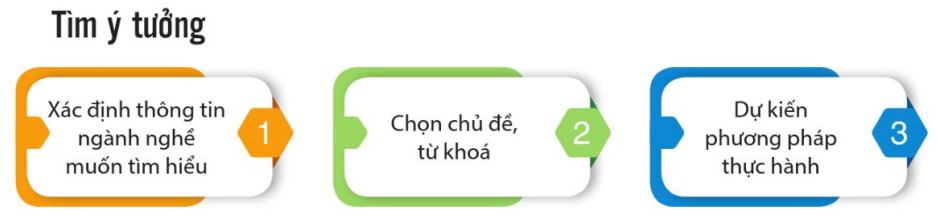 Tìm ý tưởng
Xác định thông tin
ngành nghề
muốn tìm hiểu
1
Chọn chủ đề,
từ khoá
2
Dự kiến
phương pháp
thực hành
3